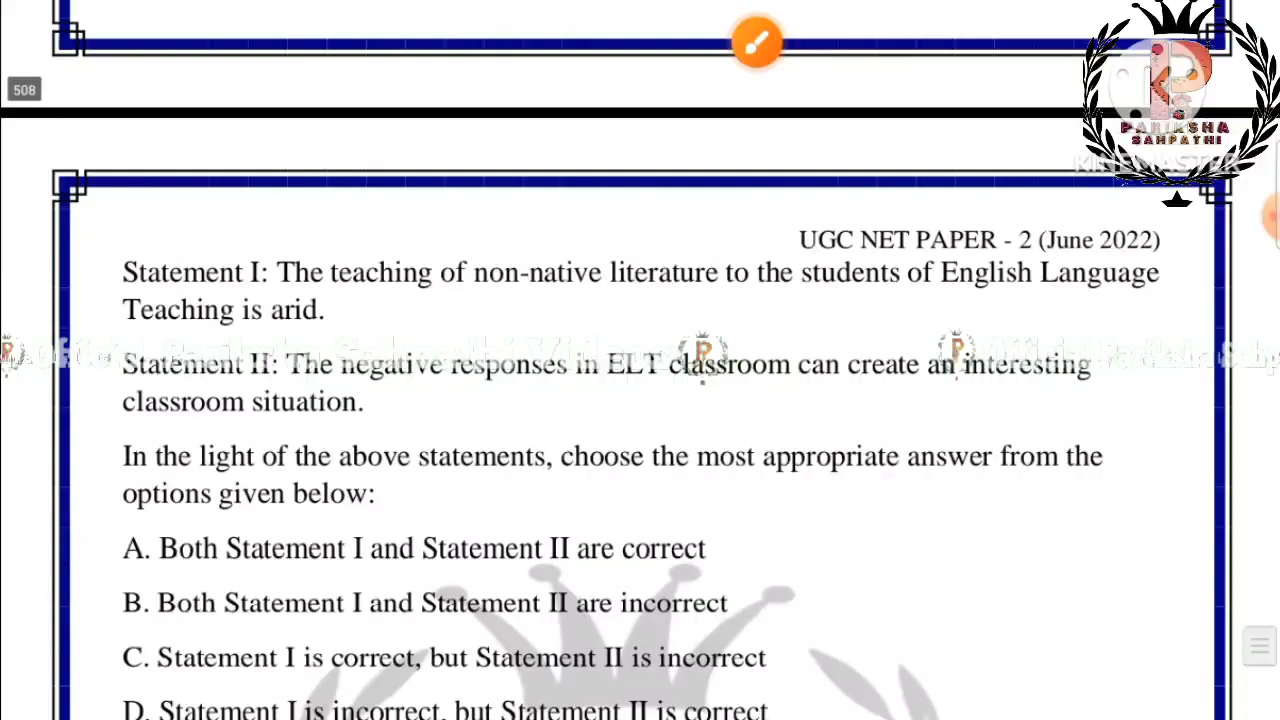 508
PARIKSHA
SAHPATHI
KINEMASTER
UGC NET PAPER - 2 (June 2022)
Statement I: The teaching of non-native literature to the students of English Language
Teaching is arid.
Statement II: The negative responses in ELT classroom can create an interesting
classroom situation.
In the light of the above statements, choose the most appropriate answer from the
options given below:
A. Both Statement I and Statement II are correct
B. Both Statement I and Statement II are incorrect
C. Statement I is correct, but Statement II is incorrect
D. Statement I is incorrect, but Statement II is correct